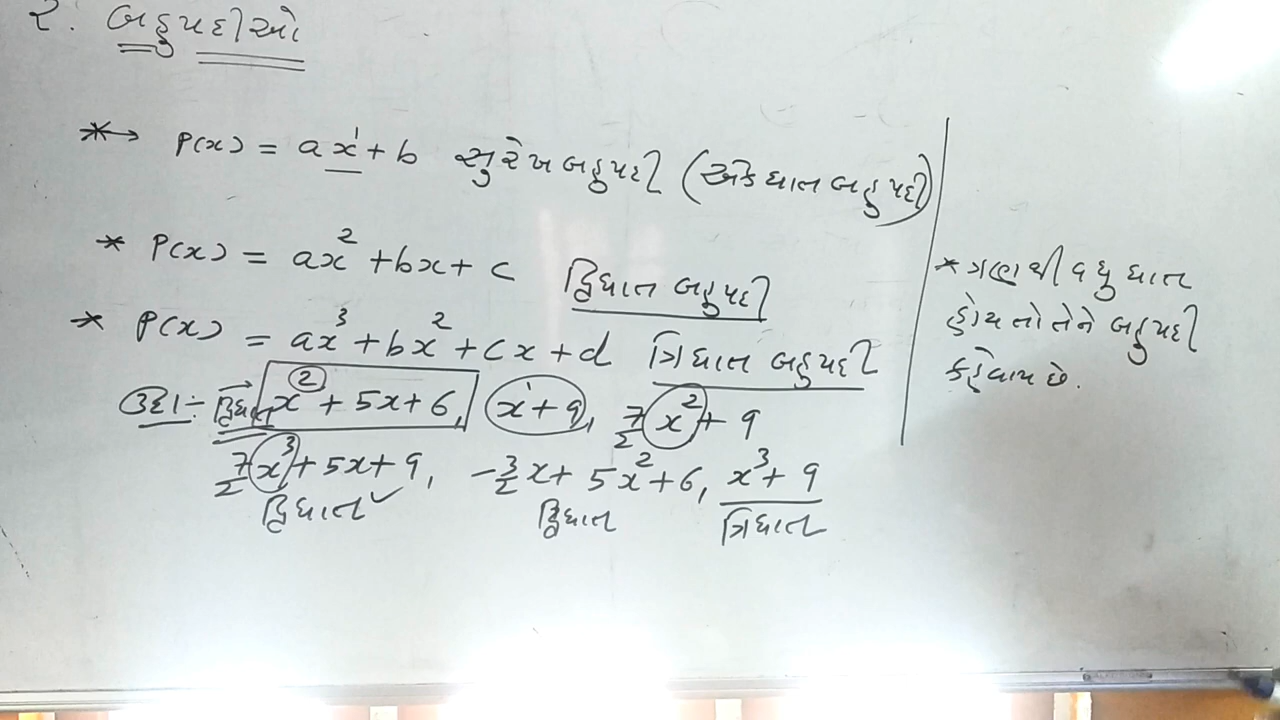 ૨. બહુપદીઓ
*→ P(x) = ax¹ + b સુરેખ બહુપદી (એક ઘાત બહુપદી)
* P(x) = ax² + bx + c દ્વિઘાત બહુપદી
* P(x) = ax³ + bx² + cx + d ત્રિઘાત બહુપદી
ઉદા:- દ્વિઘાત x² + 5x + 6, x¹ + 9, 7/2 x² + 9
7/2 x³ + 5x + 9, -3/2 x + 5x² + 6, x³ + 9
દ્વિઘાત ✓ દ્વિઘાત ત્રિઘાત
* ત્રણથી વધુ ઘાત
હોય તો તેને બહુપદી
કહેવાય છે.